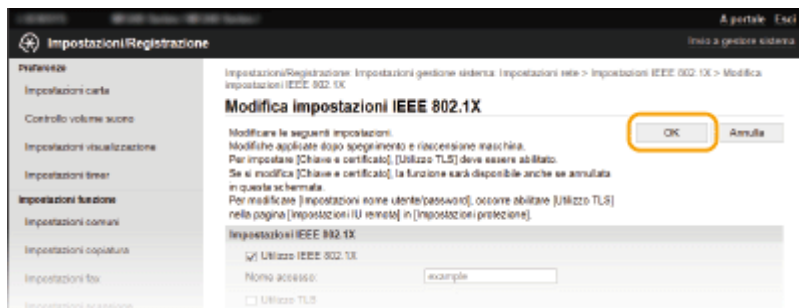 A portale Esci
Impostazioni/Registrazione
Invio a gestore sistema
Preferenze
Impostazioni carta
Controllo volume suono
Impostazioni visualizzazione
Impostazioni timer
Impostazioni funzione
Impostazioni comuni
Impostazioni copiatura
Impostazioni fax
Impostazioni scansione
Impostazioni/Registrazione: Impostazioni gestione sistema: Impostazioni rete > Impostazioni IEEE 802.1X > Modifica
impostazioni IEEE 802.1X
Modifica impostazioni IEEE 802.1X
Modificare le seguenti impostazioni.
Modifiche applicate dopo spegnimento e riaccensione macchina.
Per impostare [Chiave e certificato], [Utilizzo TLS] deve essere abilitato.
Se si modifica [Chiave e certificato], la funzione sarà disponibile anche se annullata
in questa schermata.
Per modificare [Impostazioni nome utente/password], occorre abilitare [Utilizzo TLS]
nella pagina [Impostazioni IU remota] in [Impostazioni protezione].
OK
Annulla
Impostazioni IEEE 802.1X
Utilizzo IEEE 802.1X
Nome accesso:
example
Utilizzo TLS